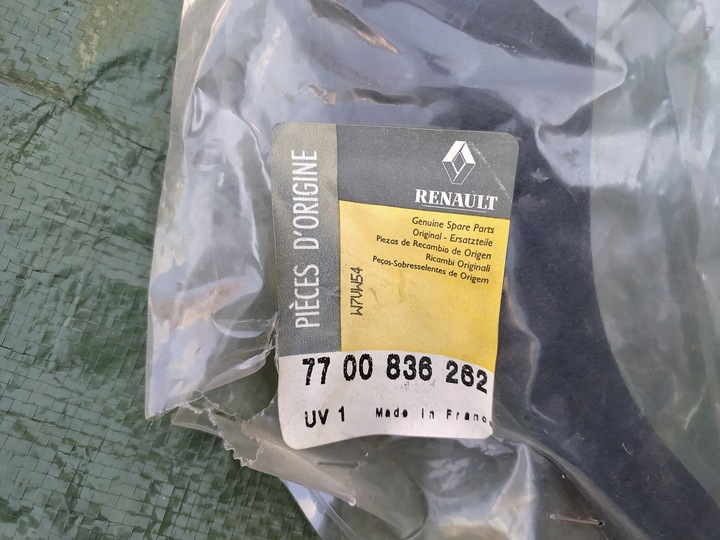 PIÈCES D'ORIGINE
RENAULT
Genuine Spare Parts
Original - Ersatzteile
Piezas de Recambio de Origen
Ricambi Originali
Peças-Sobresselentes de Origem
W7UW54
77 00 836 262
UV 1 Made in France